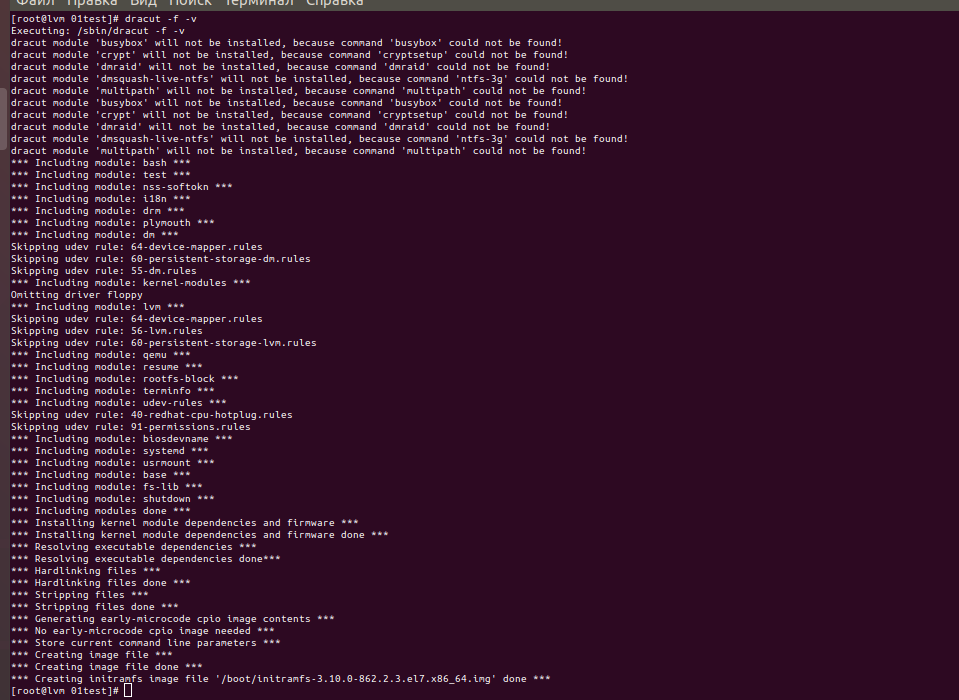 Файл Правка Вид Поиск Терминал Справка
[root@lvm 01test]# dracut -f -v
Executing: /sbin/dracut -f -v
dracut module 'busybox' will not be installed, because command 'busybox' could not be found!
dracut module 'crypt' will not be installed, because command 'cryptsetup' could not be found!
dracut module 'dmraid' will not be installed, because command 'dmraid' could not be found!
dracut module 'dmsquash-live-ntfs' will not be installed, because command 'ntfs-3g' could not be found!
dracut module 'multipath' will not be installed, because command 'multipath' could not be found!
dracut module 'busybox' will not be installed, because command 'busybox' could not be found!
dracut module 'crypt' will not be installed, because command 'cryptsetup' could not be found!
dracut module 'dmraid' will not be installed, because command 'dmraid' could not be found!
dracut module 'dmsquash-live-ntfs' will not be installed, because command 'ntfs-3g' could not be found!
dracut module 'multipath' will not be installed, because command 'multipath' could not be found!
*** Including module: bash ***
*** Including module: test ***
*** Including module: nss-softokn ***
*** Including module: i18n ***
*** Including module: drm ***
*** Including module: plymouth ***
*** Including module: dm ***
Skipping udev rule: 64-device-mapper.rules
Skipping udev rule: 60-persistent-storage-dm.rules
Skipping udev rule: 55-dm.rules
*** Including module: kernel-modules ***
Omitting driver floppy
*** Including module: lvm ***
Skipping udev rule: 64-device-mapper.rules
Skipping udev rule: 56-lvm.rules
Skipping udev rule: 60-persistent-storage-lvm.rules
*** Including module: qemu ***
*** Including module: resume ***
*** Including module: rootfs-block ***
*** Including module: terminfo ***
*** Including module: udev-rules ***
Skipping udev rule: 40-redhat-cpu-hotplug.rules
Skipping udev rule: 91-permissions.rules
*** Including module: biosdevname ***
*** Including module: systemd ***
*** Including module: usrmount ***
*** Including module: base ***
*** Including module: fs-lib ***
*** Including module: shutdown ***
*** Including modules done ***
*** Installing kernel module dependencies and firmware ***
*** Installing kernel module dependencies and firmware done ***
*** Resolving executable dependencies ***
*** Resolving executable dependencies done***
*** Hardlinking files ***
*** Hardlinking files done ***
*** Stripping files ***
*** Stripping files done ***
*** Generating early-microcode cpio image contents ***
*** No early-microcode cpio image needed ***
*** Store current command line parameters ***
*** Creating image file ***
*** Creating image file done ***
*** Creating initramfs image file '/boot/initramfs-3.10.0-862.2.3.el7.x86_64.img' done ***
[root@lvm 01test]#